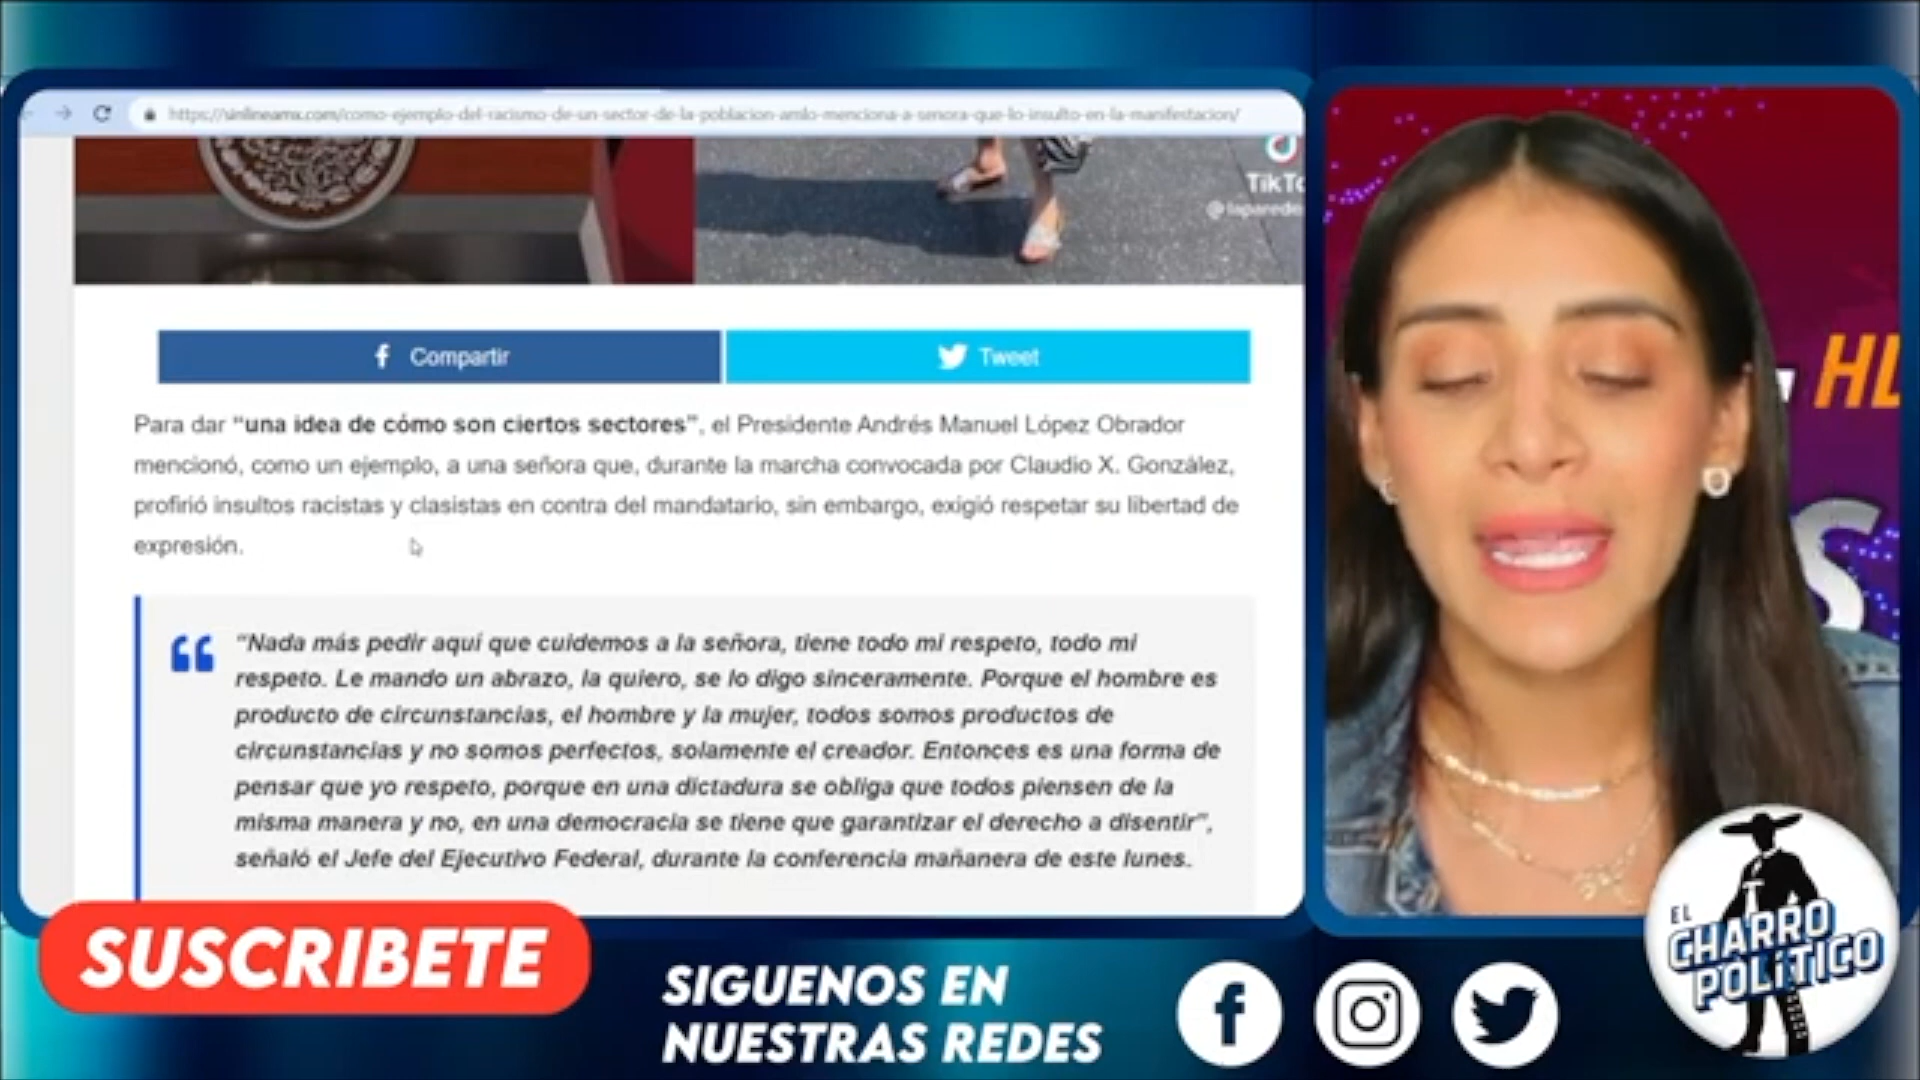 https://sinlineamx.com/como-ejemplo-del-racismo-de-un-sector-de-la-poblacion-amlo-menciona-a-senora-que-lo-insulto-en-la-manifestacion/
TikTo
@laparede
Compartir
Tweet
Para dar “una idea de cómo son ciertos sectores”, el Presidente Andrés Manuel López Obrador
mencionó, como un ejemplo, a una señora que, durante la marcha convocada por Claudio X. González,
profirió insultos racistas y clasistas en contra del mandatario, sin embargo, exigió respetar su libertad de
expresión.
“Nada más pedir aquí que cuidemos a la señora, tiene todo mi respeto, todo mi
respeto. Le mando un abrazo, la quiero, se lo digo sinceramente. Porque el hombre es
producto de circunstancias, el hombre y la mujer, todos somos productos de
circunstancias y no somos perfectos, solamente el creador. Entonces es una forma de
pensar que yo respeto, porque en una dictadura se obliga que todos piensen de la
misma manera y no, en una democracia se tiene que garantizar el derecho a disentir”,
señaló el Jefe del Ejecutivo Federal, durante la conferencia mañanera de este lunes.
SUSCRIBETE
SIGUENOS EN
NUESTRAS REDES
EL
CHARRO
POLíTICO